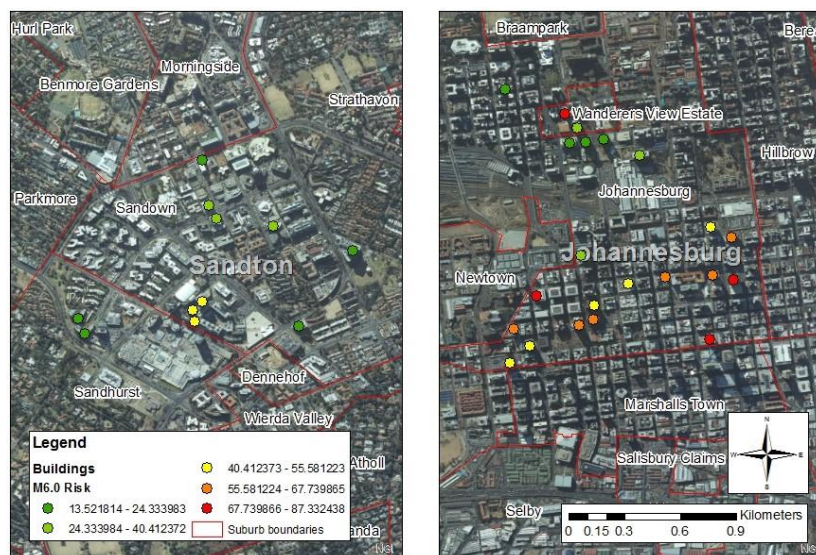 Hurl Park
Morningside
Benmore Gardens
Strathavon
Parkmore
Sandown
Sandton
Sandhurst
Dennehof
Wierda Valley
Atholl
anda
Legend
Buildings
M6.0 Risk
13.521814 - 24.333983
24.333984 - 40.412372
40.412373 - 55.581223
55.581224 - 67.739865
67.739866 - 87.332438
Suburb boundaries
Braampark
Bere
Wanderers View Estate
Hillbrow
Johannesburg
Johannesburg
Newtown
Marshalls Town
Salisbury Claims
Selby
N
W E
S
Kilometers
0 0.15 0.3 0.6 0.9